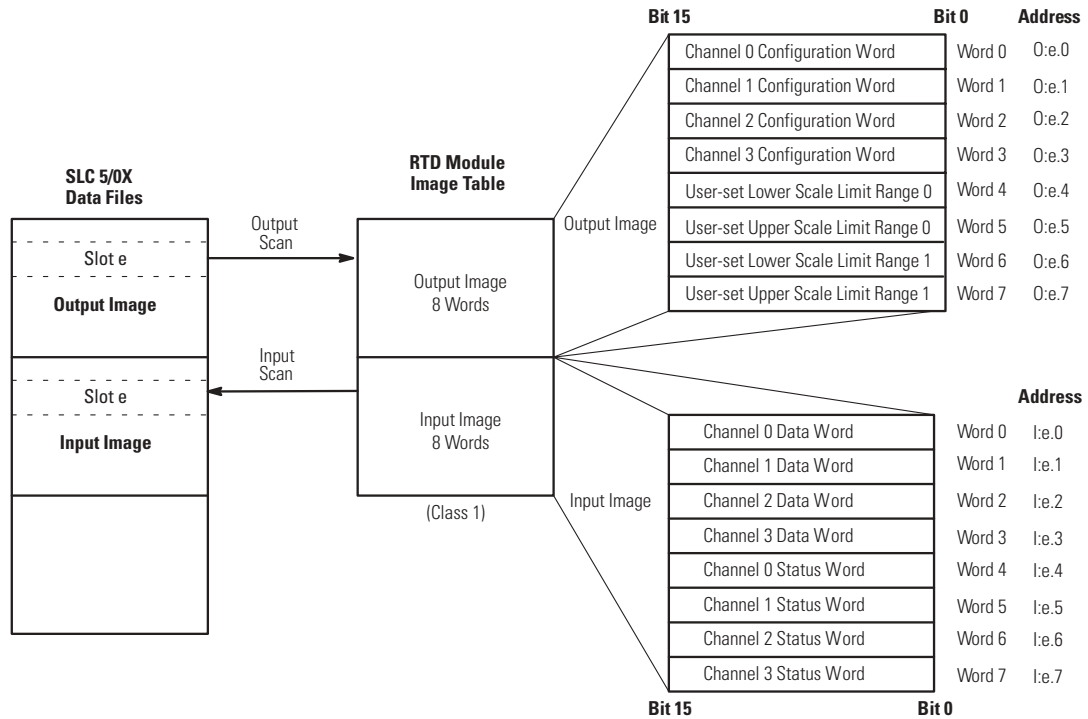 Bit 15 Bit 0 Address
Channel 0 Configuration Word Word 0 O:e.0
Channel 1 Configuration Word Word 1 O:e.1
Channel 2 Configuration Word Word 2 O:e.2
Channel 3 Configuration Word Word 3 O:e.3
User-set Lower Scale Limit Range 0 Word 4 O:e.4
User-set Upper Scale Limit Range 0 Word 5 O:e.5
User-set Lower Scale Limit Range 1 Word 6 O:e.6
User-set Upper Scale Limit Range 1 Word 7 O:e.7
SLC 5/0X
Data Files
Slot e
Output Image
Slot e
Input Image
Output
Scan
Input
Scan
RTD Module
Image Table
Output Image
8 Words
Input Image
8 Words
(Class 1)
Output Image
Input Image
Address
Channel 0 Data Word Word 0 I:e.0
Channel 1 Data Word Word 1 I:e.1
Channel 2 Data Word Word 2 I:e.2
Channel 3 Data Word Word 3 I:e.3
Channel 0 Status Word Word 4 I:e.4
Channel 1 Status Word Word 5 I:e.5
Channel 2 Status Word Word 6 I:e.6
Channel 3 Status Word Word 7 I:e.7
Bit 15 Bit 0